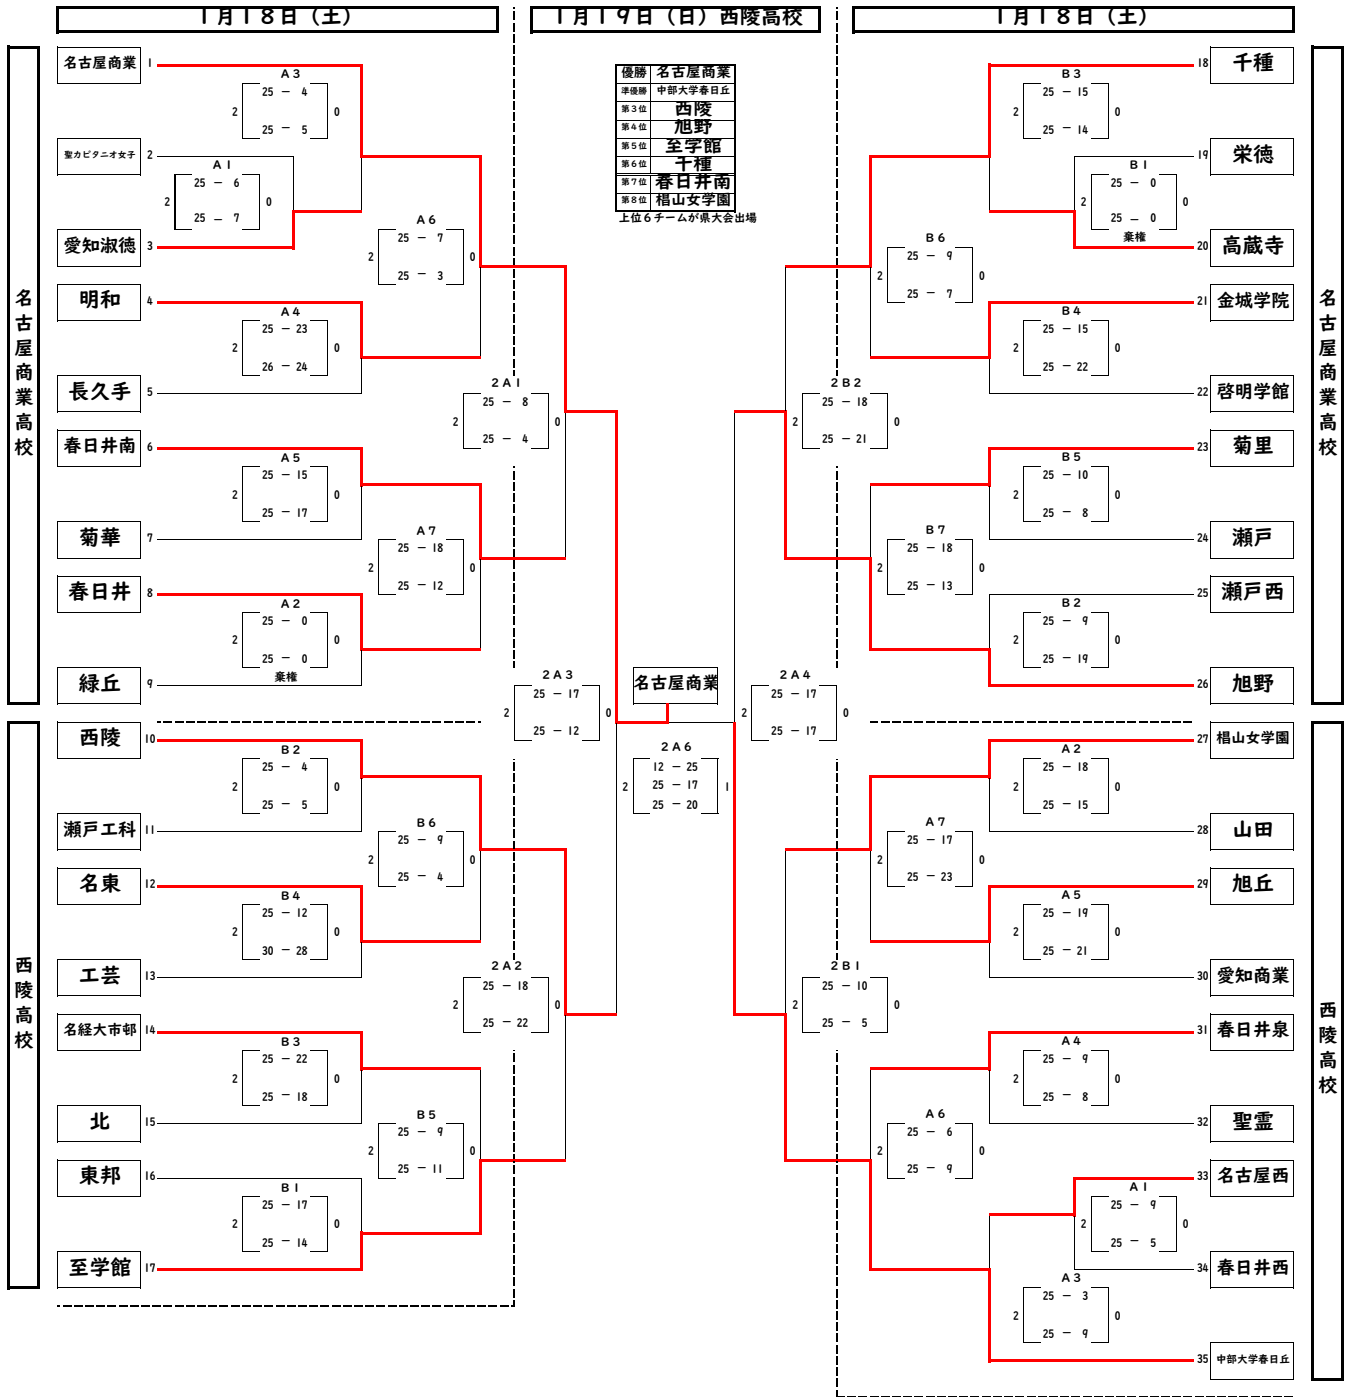 1月18日（土）
1月19日（日）西陵高校
1月18日（土）
名古屋商業高校
西陵高校
名古屋商業 1
聖カピタニオ女子 2
愛知淑徳 3
明和 4
長久手 5
春日井南 6
菊華 7
春日井 8
緑丘 9
西陵 10
瀬戸工科 11
名東 12
工芸 13
名経大市邨 14
北 15
東邦 16
至学館 17
A3
2 25 − 4 0
25 − 5
A1
2 25 − 6 0
25 − 7
A6
2 25 − 7 0
25 − 3
A4
2 25 − 23 0
26 − 24
A5
2 25 − 15 0
25 − 17
A7
2 25 − 18 0
25 − 12
A2
2 25 − 0 0
25 − 0
棄権
B2
2 25 − 4 0
25 − 5
B6
2 25 − 9 0
25 − 4
B4
2 25 − 12 0
30 − 28
B3
2 25 − 22 0
25 − 18
B5
2 25 − 9 0
25 − 11
B1
2 25 − 17 0
25 − 14
2A1
2 25 − 8 0
25 − 4
2A2
2 25 − 18 0
25 − 22
2A3
2 25 − 17 0
25 − 12
優勝 名古屋商業
準優勝 中部大学春日丘
第3位 西陵
第4位 旭野
第5位 至学館
第6位 千種
第7位 春日井南
第8位 椙山女学園
上位6チームが県大会出場
名古屋商業
2A6
12 − 25
2 25 − 17 1
25 − 20
2A4
2 25 − 17 0
25 − 17
2B2
2 25 − 18 0
25 − 21
2B1
2 25 − 10 0
25 − 5
B3
2 25 − 15 0
25 − 14
B1
2 25 − 0 0
25 − 0
棄権
B6
2 25 − 9 0
25 − 7
B4
2 25 − 15 0
25 − 22
B5
2 25 − 10 0
25 − 8
B7
2 25 − 18 0
25 − 13
B2
2 25 − 9 0
25 − 19
A2
2 25 − 18 0
25 − 15
A7
2 25 − 17 0
25 − 23
A5
2 25 − 19 0
25 − 21
A4
2 25 − 9 0
25 − 8
A6
2 25 − 6 0
25 − 9
A1
2 25 − 9 0
25 − 5
A3
2 25 − 3 0
25 − 9
18 千種
19 栄徳
20 高蔵寺
21 金城学院
22 啓明学館
23 菊里
24 瀬戸
25 瀬戸西
26 旭野
27 椙山女学園
28 山田
29 旭丘
30 愛知商業
31 春日井泉
32 聖霊
33 名古屋西
34 春日井西
35 中部大学春日丘
名古屋商業高校
西陵高校